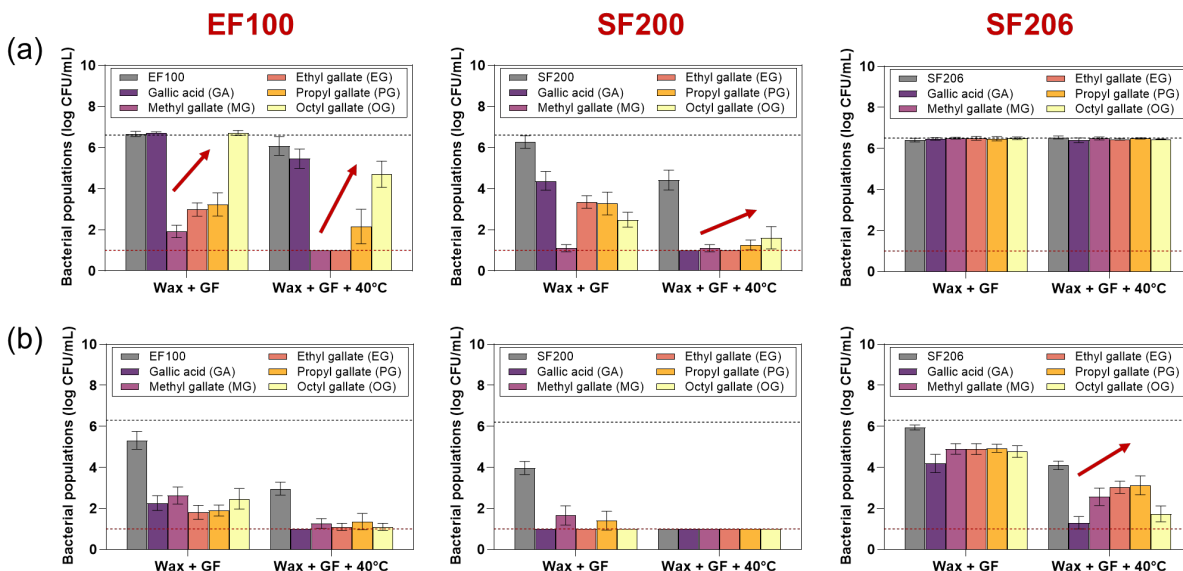 EF100
SF200
SF206
(a)
Bacterial populations (log CFU/mL)
10
8
6
4
2
0
EF100
Gallic acid (GA)
Methyl gallate (MG)
Ethyl gallate (EG)
Propyl gallate (PG)
Octyl gallate (OG)
Wax + GF
Wax + GF + 40°C
Bacterial populations (log CFU/mL)
10
8
6
4
2
0
SF200
Gallic acid (GA)
Methyl gallate (MG)
Ethyl gallate (EG)
Propyl gallate (PG)
Octyl gallate (OG)
Wax + GF
Wax + GF + 40°C
Bacterial populations (log CFU/mL)
10
8
6
4
2
0
SF206
Gallic acid (GA)
Methyl gallate (MG)
Ethyl gallate (EG)
Propyl gallate (PG)
Octyl gallate (OG)
Wax + GF
Wax + GF + 40°C
(b)
Bacterial populations (log CFU/mL)
10
8
6
4
2
0
EF100
Gallic acid (GA)
Methyl gallate (MG)
Ethyl gallate (EG)
Propyl gallate (PG)
Octyl gallate (OG)
Wax + GF
Wax + GF + 40°C
Bacterial populations (log CFU/mL)
10
8
6
4
2
0
SF200
Gallic acid (GA)
Methyl gallate (MG)
Ethyl gallate (EG)
Propyl gallate (PG)
Octyl gallate (OG)
Wax + GF
Wax + GF + 40°C
Bacterial populations (log CFU/mL)
10
8
6
4
2
0
SF206
Gallic acid (GA)
Methyl gallate (MG)
Ethyl gallate (EG)
Propyl gallate (PG)
Octyl gallate (OG)
Wax + GF
Wax + GF + 40°C